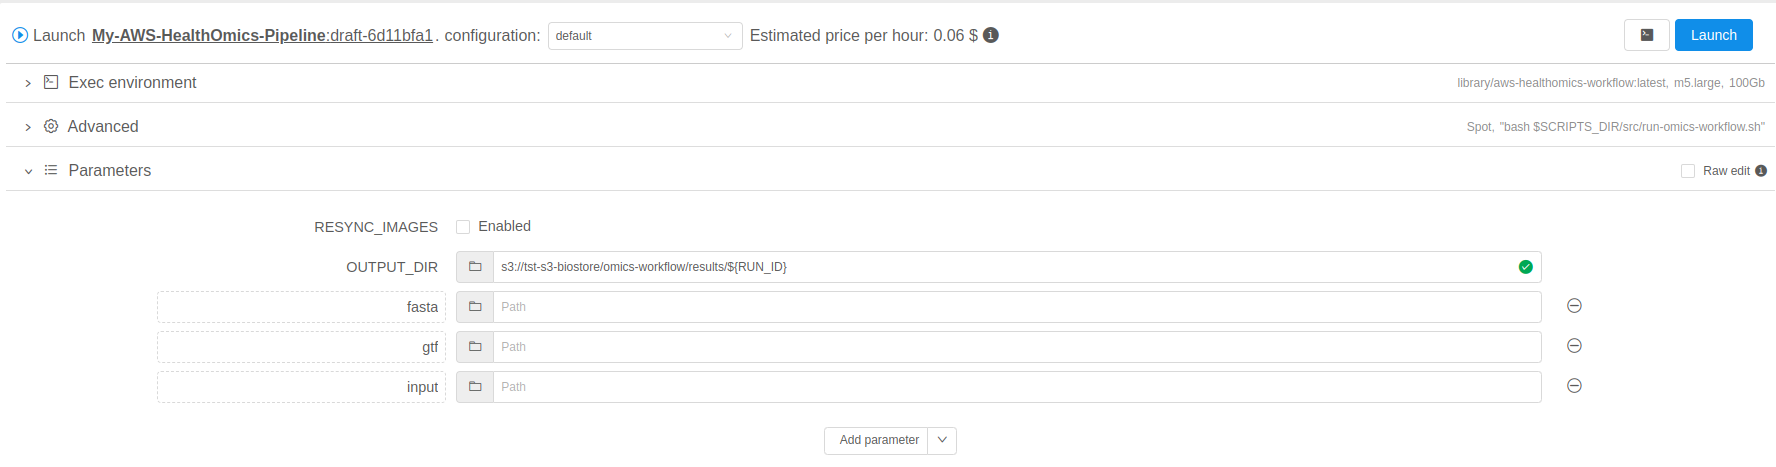 Launch My-AWS-HealthOmics-Pipeline:draft-6d11bfa1. configuration: default Estimated price per hour: 0.06 $ Launch
Exec environment library/aws-healthomics-workflow:latest, m5.large, 100Gb
Advanced Spot, "bash $SCRIPTS_DIR/src/run-omics-workflow.sh"
Parameters Raw edit
RESYNC_IMAGES Enabled
OUTPUT_DIR s3://tst-s3-biostore/omics-workflow/results/${RUN_ID}
fasta Path
gtf Path
input Path
Add parameter